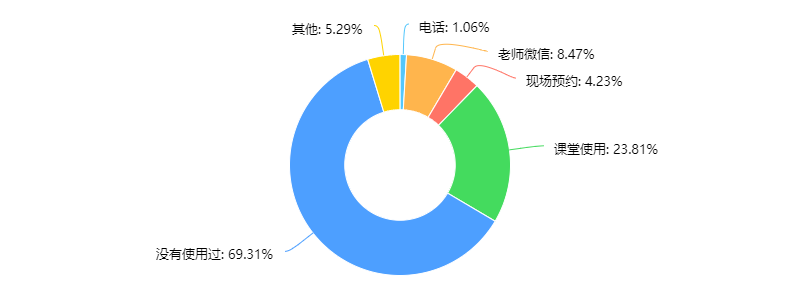 电话: 1.06%
其他: 5.29%
老师微信: 8.47%
现场预约: 4.23%
课堂使用: 23.81%
没有使用过: 69.31%